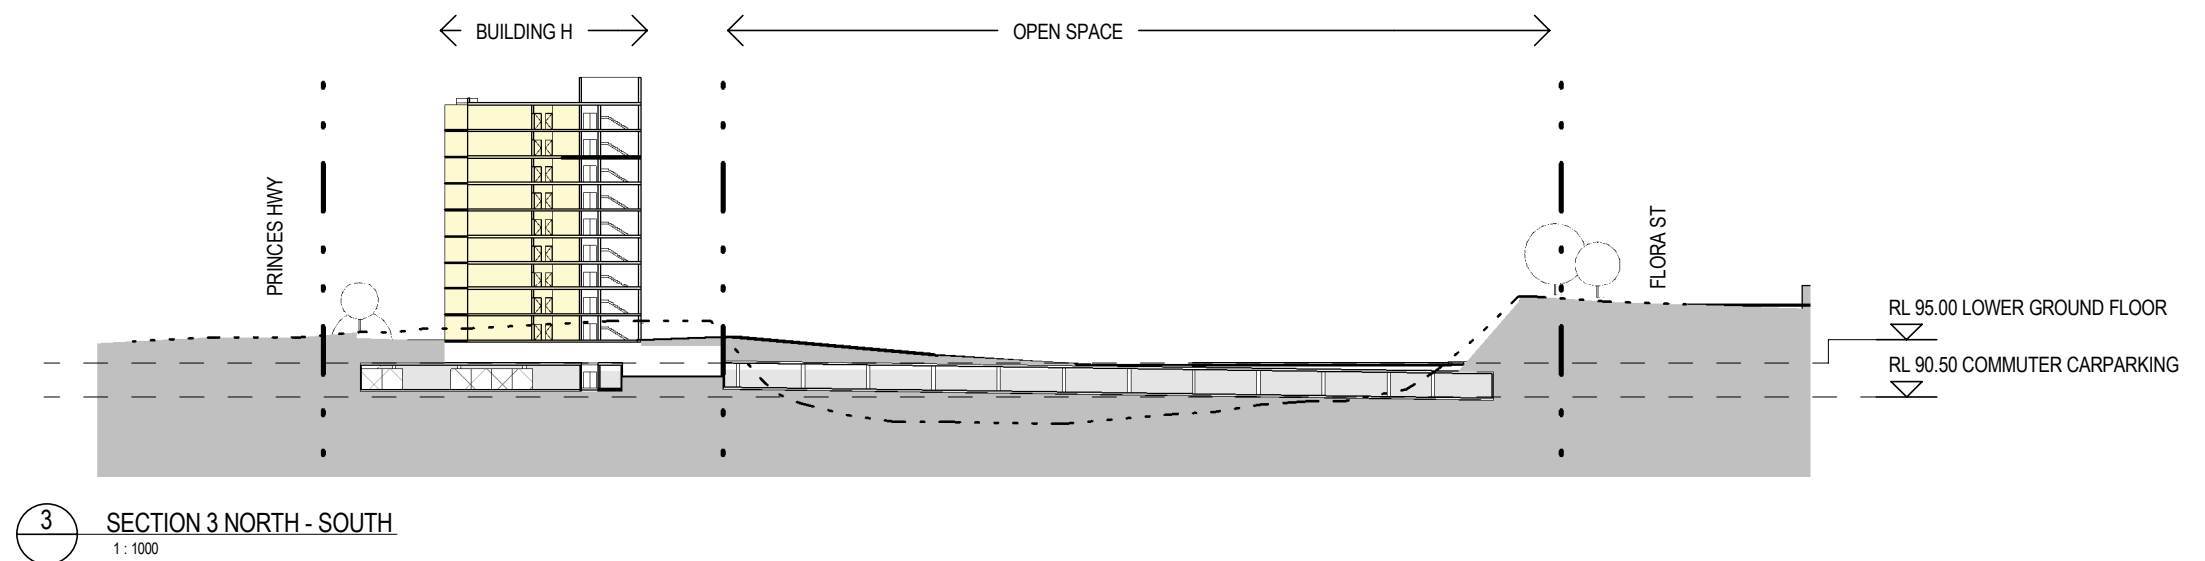 BUILDING H
OPEN SPACE
PRINCES HWY
FLORA ST
RL 95.00 LOWER GROUND FLOOR
RL 90.50 COMMUTER CARPARKING
3
SECTION 3 NORTH - SOUTH
1 : 1000